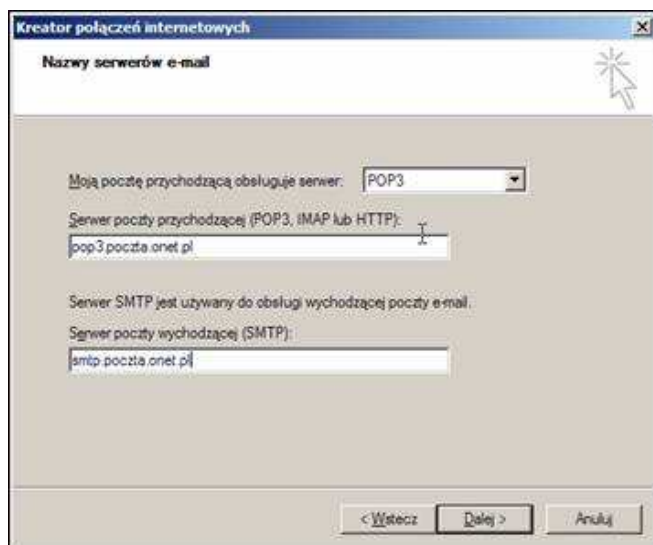 Kreator połączeń internetowych
Nazwy serwerów e-mail
Moją pocztę przychodzącą obsługuje serwer: POP3
Serwer poczty przychodzącej (POP3, IMAP lub HTTP):
pop3.poczta.onet.pl
Serwer SMTP jest używany do obsługi wychodzącej poczty e-mail.
Serwer poczty wychodzącej (SMTP):
smtp.poczta.onet.pl
< Wstecz Dalej > Anuluj